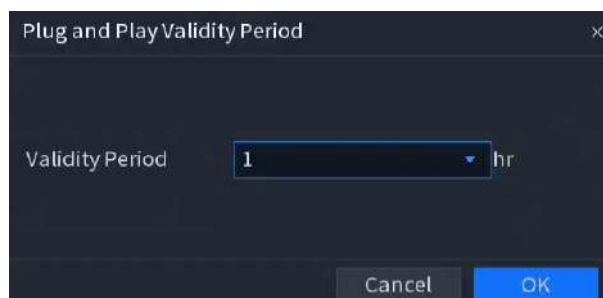 Plug and Play Validity Period
Validity Period 1 hr
Cancel OK